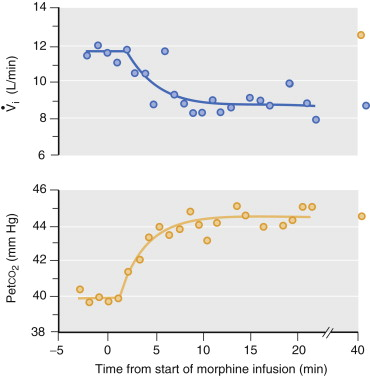 14
12
10
8
6
V̇i (L/min)
46
44
42
40
38
Petco2 (mm Hg)
−5 0 5 10 15 20 40
Time from start of morphine infusion (min)